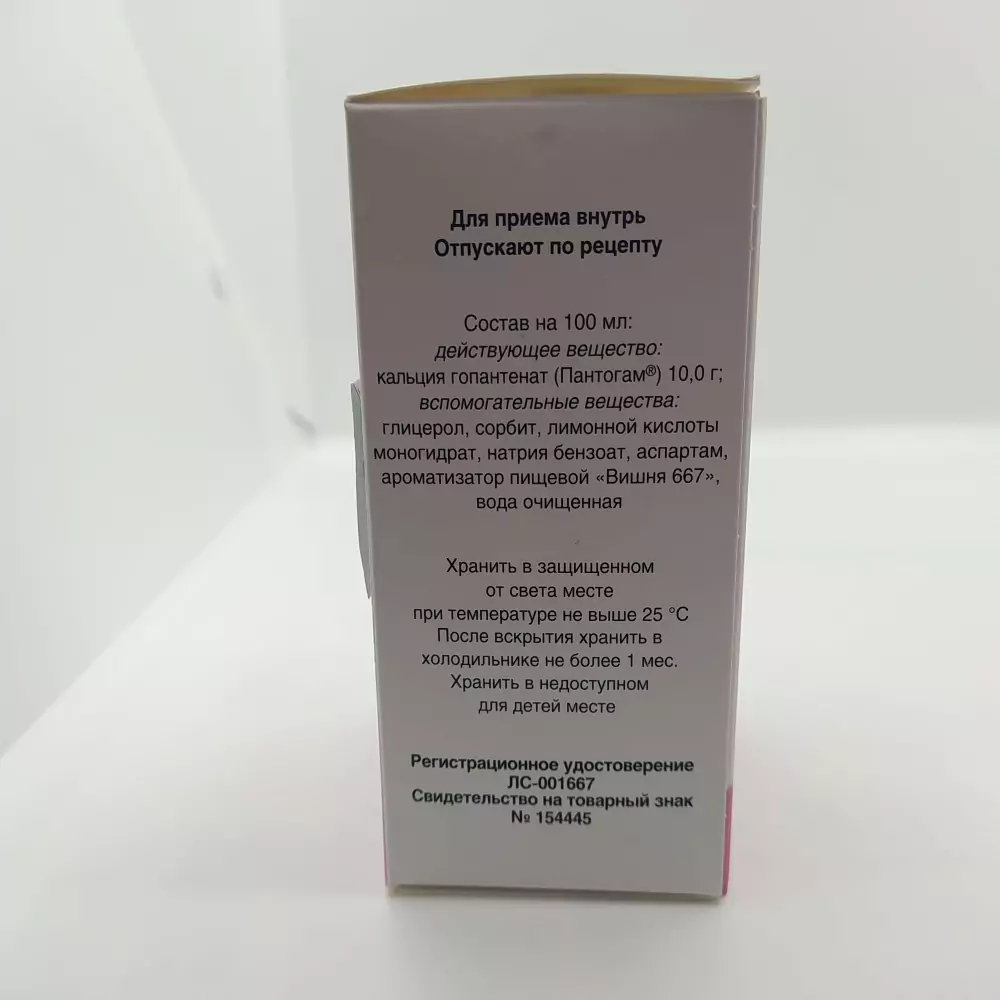 Для приема внутрь
Отпускают по рецепту
Состав на 100 мл:
действующее вещество:
кальция гопантенат (Пантогам®) 10,0 г;
вспомогательные вещества:
глицерол, сорбит, лимонной кислоты
моногидрат, натрия бензоат, аспартам,
ароматизатор пищевой «Вишня 667»,
вода очищенная
Хранить в защищенном
от света месте
при температуре не выше 25 °C
После вскрытия хранить в
холодильнике не более 1 мес.
Хранить в недоступном
для детей месте
Регистрационное удостоверение
ЛС-001667
Свидетельство на товарный знак
№ 154445